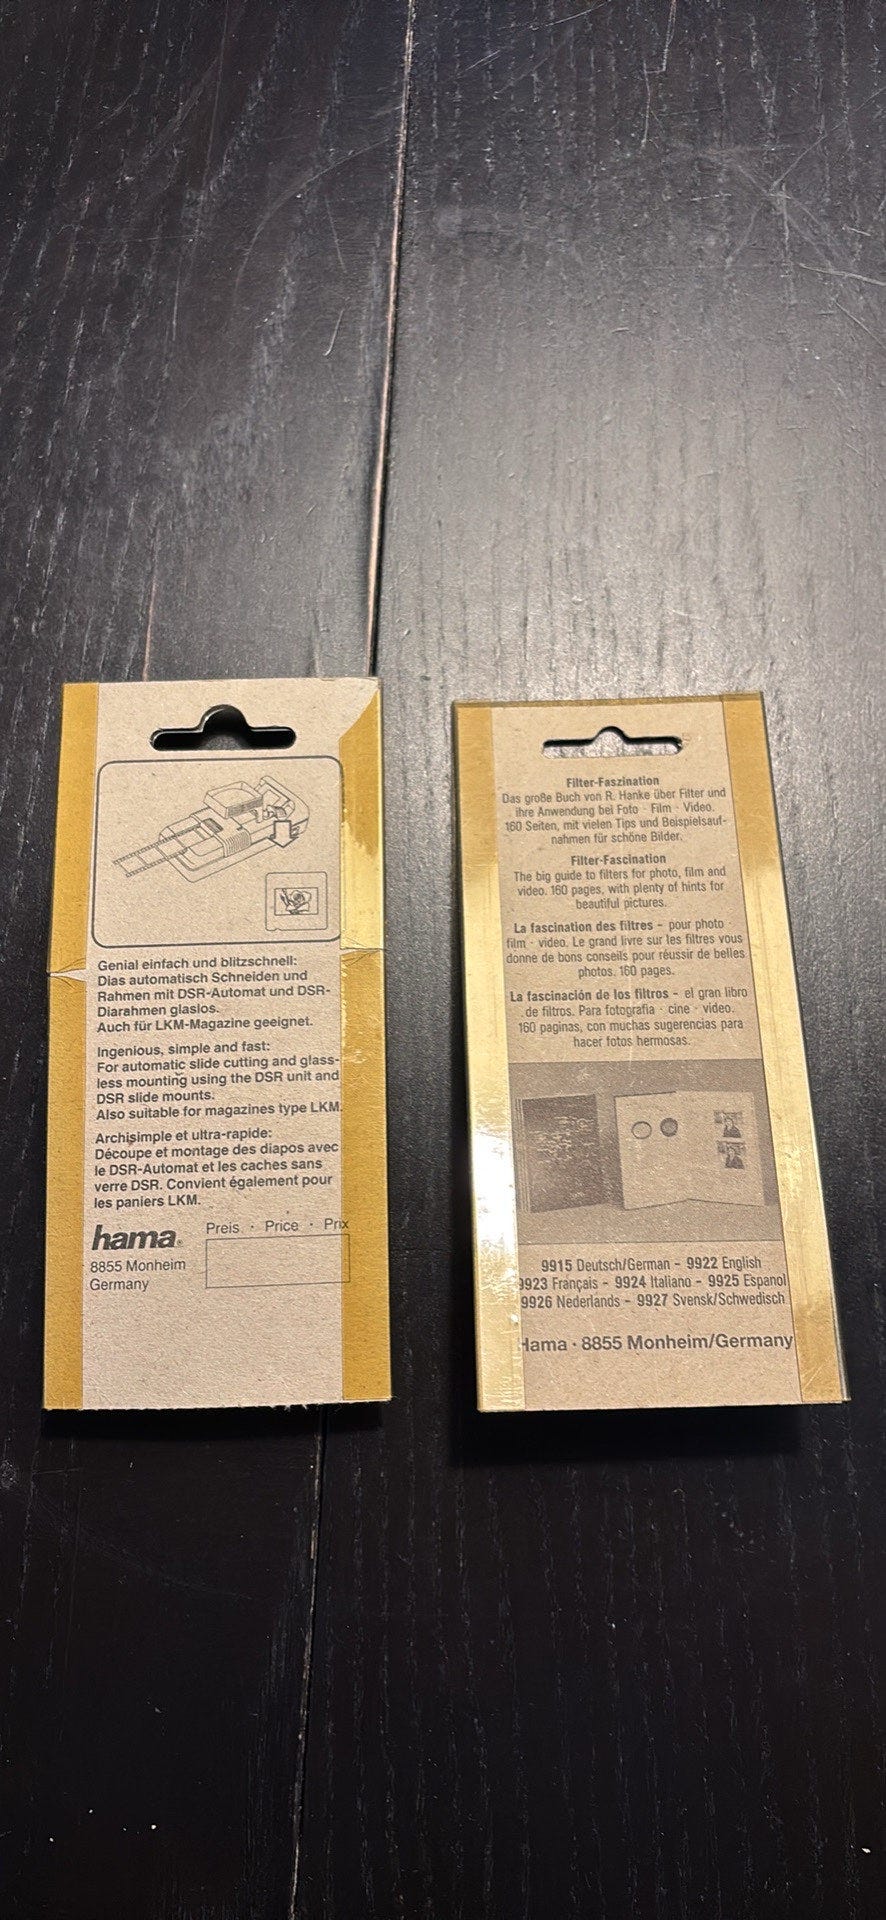 Genial einfach und blitzschnell:
Dias automatisch Schneiden und
Rahmen mit DSR-Automat und DSR-
Diarahmen glaslos.
Auch für LKM-Magazine geeignet.
Ingenious, simple and fast:
For automatic slide cutting and glass-
less mounting using the DSR unit and
DSR slide mounts.
Also suitable for magazines type LKM.
Archisimple et ultra-rapide:
Découpe et montage des diapos avec
le DSR-Automat et les caches sans
verre DSR. Convient également pour
les paniers LKM.
hama®
Preis · Price · Prix
8855 Monheim
Germany
Filter-Faszination
Das große Buch von R. Hanke über Filter und
ihre Anwendung bei Foto · Film · Video.
160 Seiten, mit vielen Tips und Beispielsauf-
nahmen für schöne Bilder.
Filter-Fascination
The big guide to filters for photo, film and
video. 160 pages, with plenty of hints for
beautiful pictures.
La fascination des filtres – pour photo ·
film · video. Le grand livre sur les filtres vous
donne de bons conseils pour réussir de belles
photos. 160 pages.
La fascinación de los filtros – el gran libro
de filtros. Para fotografia · cine · video.
160 paginas, con muchas sugerencias para
hacer fotos hermosas.
9915 Deutsch/German – 9922 English
9923 Français – 9924 Italiano – 9925 Espanol
9926 Nederlands – 9927 Svensk/Schwedisch
Hama · 8855 Monheim/Germany